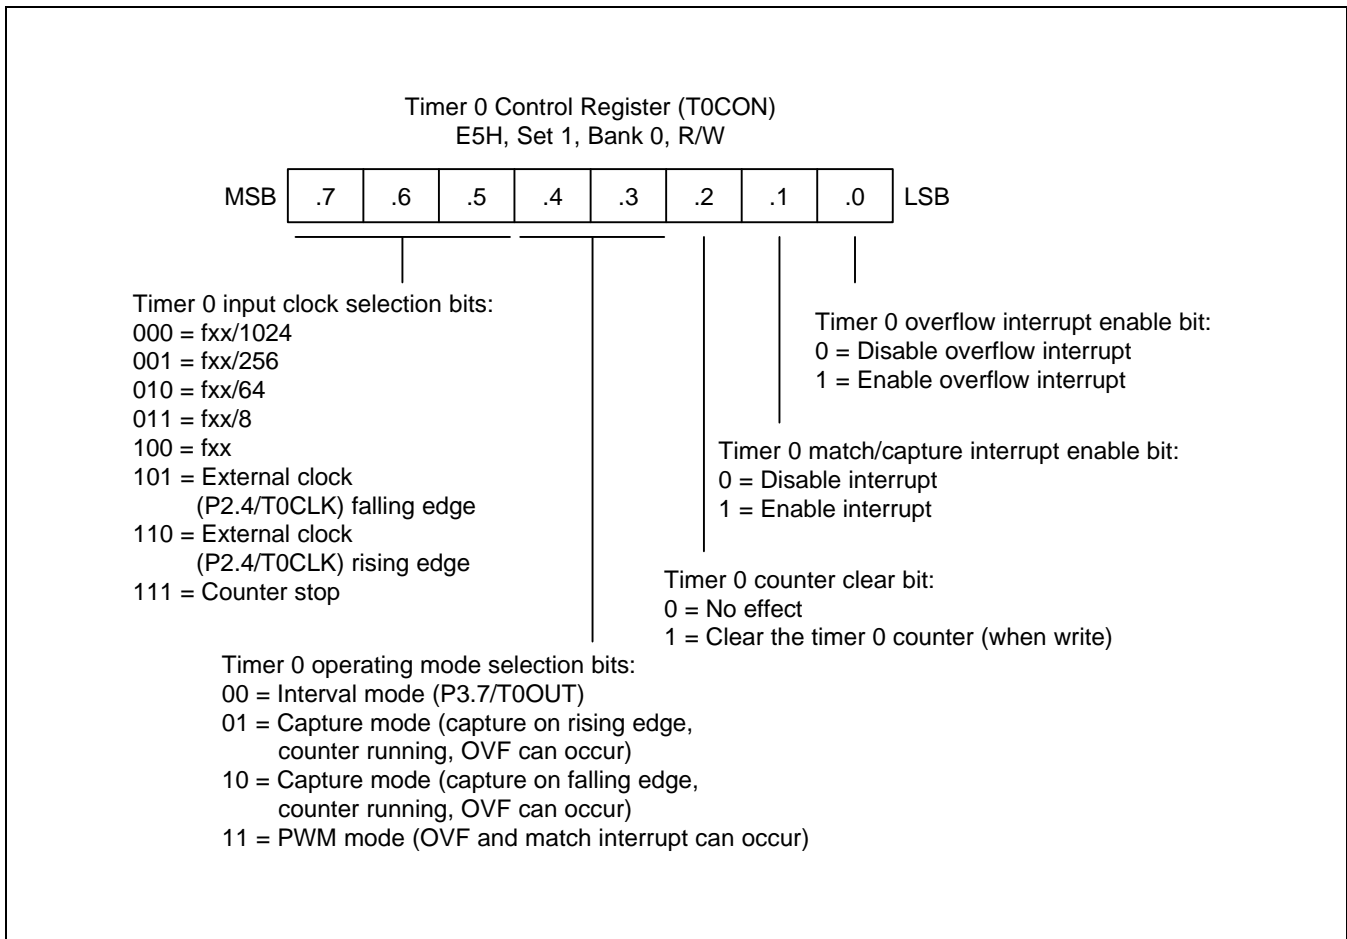 Timer 0 Control Register (T0CON)
E5H, Set 1, Bank 0, R/W
MSB .7 .6 .5 .4 .3 .2 .1 .0 LSB
Timer 0 input clock selection bits:
000 = fxx/1024
001 = fxx/256
010 = fxx/64
011 = fxx/8
100 = fxx
101 = External clock
(P2.4/T0CLK) falling edge
110 = External clock
(P2.4/T0CLK) rising edge
111 = Counter stop
Timer 0 overflow interrupt enable bit:
0 = Disable overflow interrupt
1 = Enable overflow interrupt
Timer 0 match/capture interrupt enable bit:
0 = Disable interrupt
1 = Enable interrupt
Timer 0 counter clear bit:
0 = No effect
1 = Clear the timer 0 counter (when write)
Timer 0 operating mode selection bits:
00 = Interval mode (P3.7/T0OUT)
01 = Capture mode (capture on rising edge,
counter running, OVF can occur)
10 = Capture mode (capture on falling edge,
counter running, OVF can occur)
11 = PWM mode (OVF and match interrupt can occur)